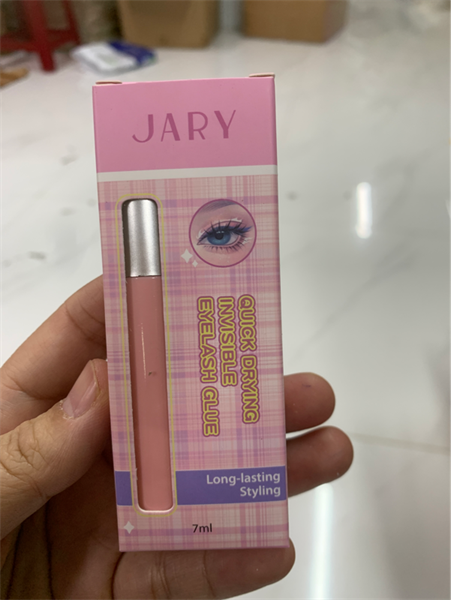 JARY
QUICK DRYING
INVISIBLE
EYELASH GLUE
Long-lasting
Styling
7ml